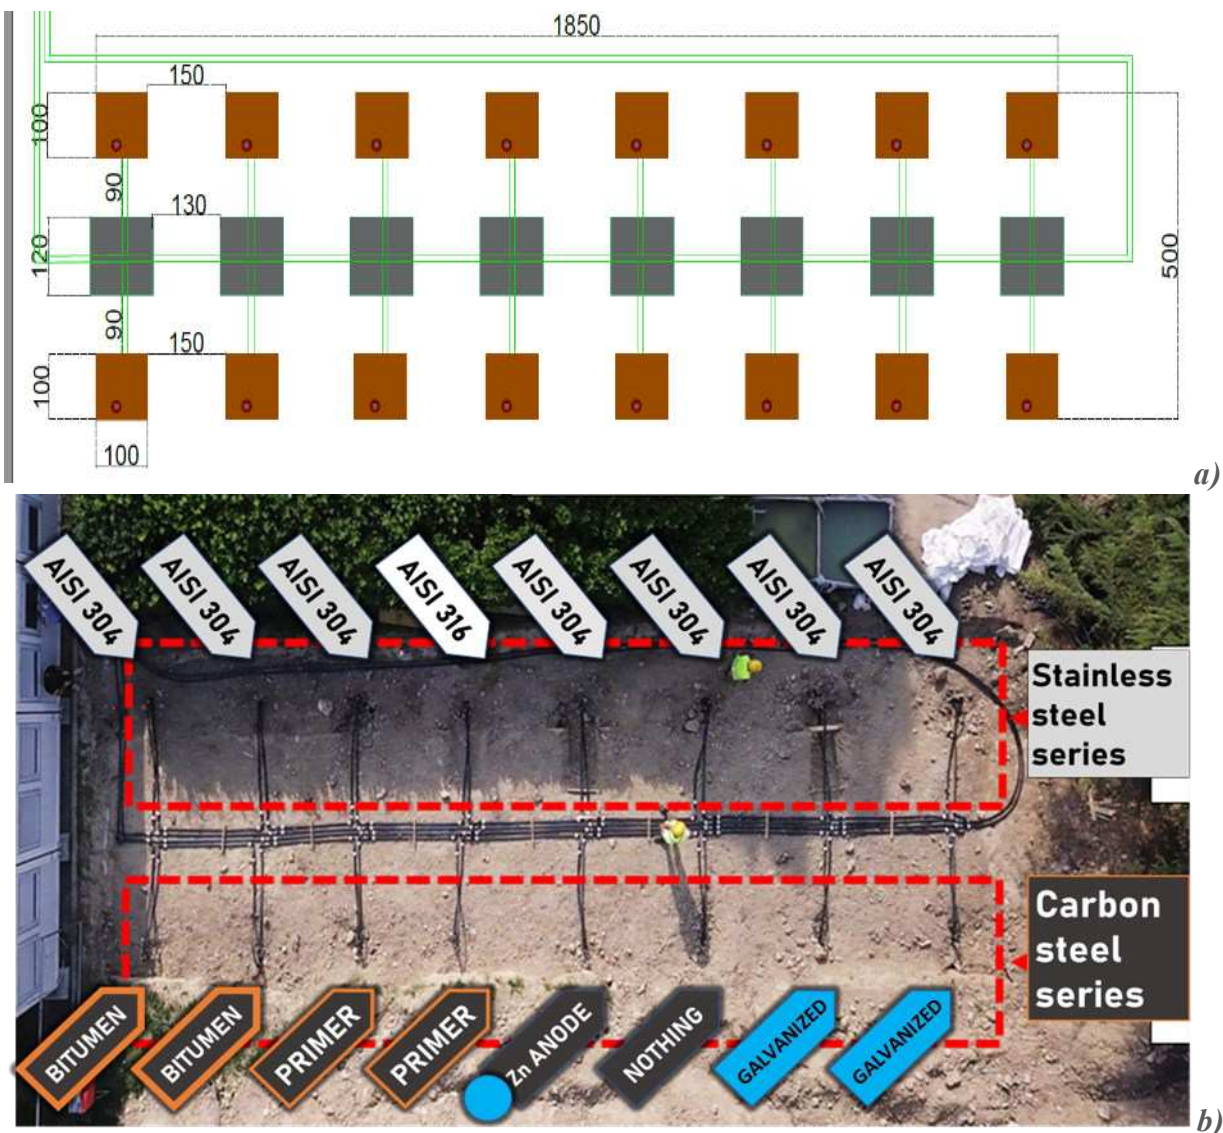 1850
150
100
90
130
120
500
90
150
100
100
a)
AISI 304
AISI 304
AISI 304
AISI 316
AISI 304
AISI 304
AISI 304
AISI 304
Stainless
steel
series
Carbon
steel
series
BITUMEN
BITUMEN
PRIMER
PRIMER
Zn ANODE
NOTHING
GALVANIZED
GALVANIZED
b)